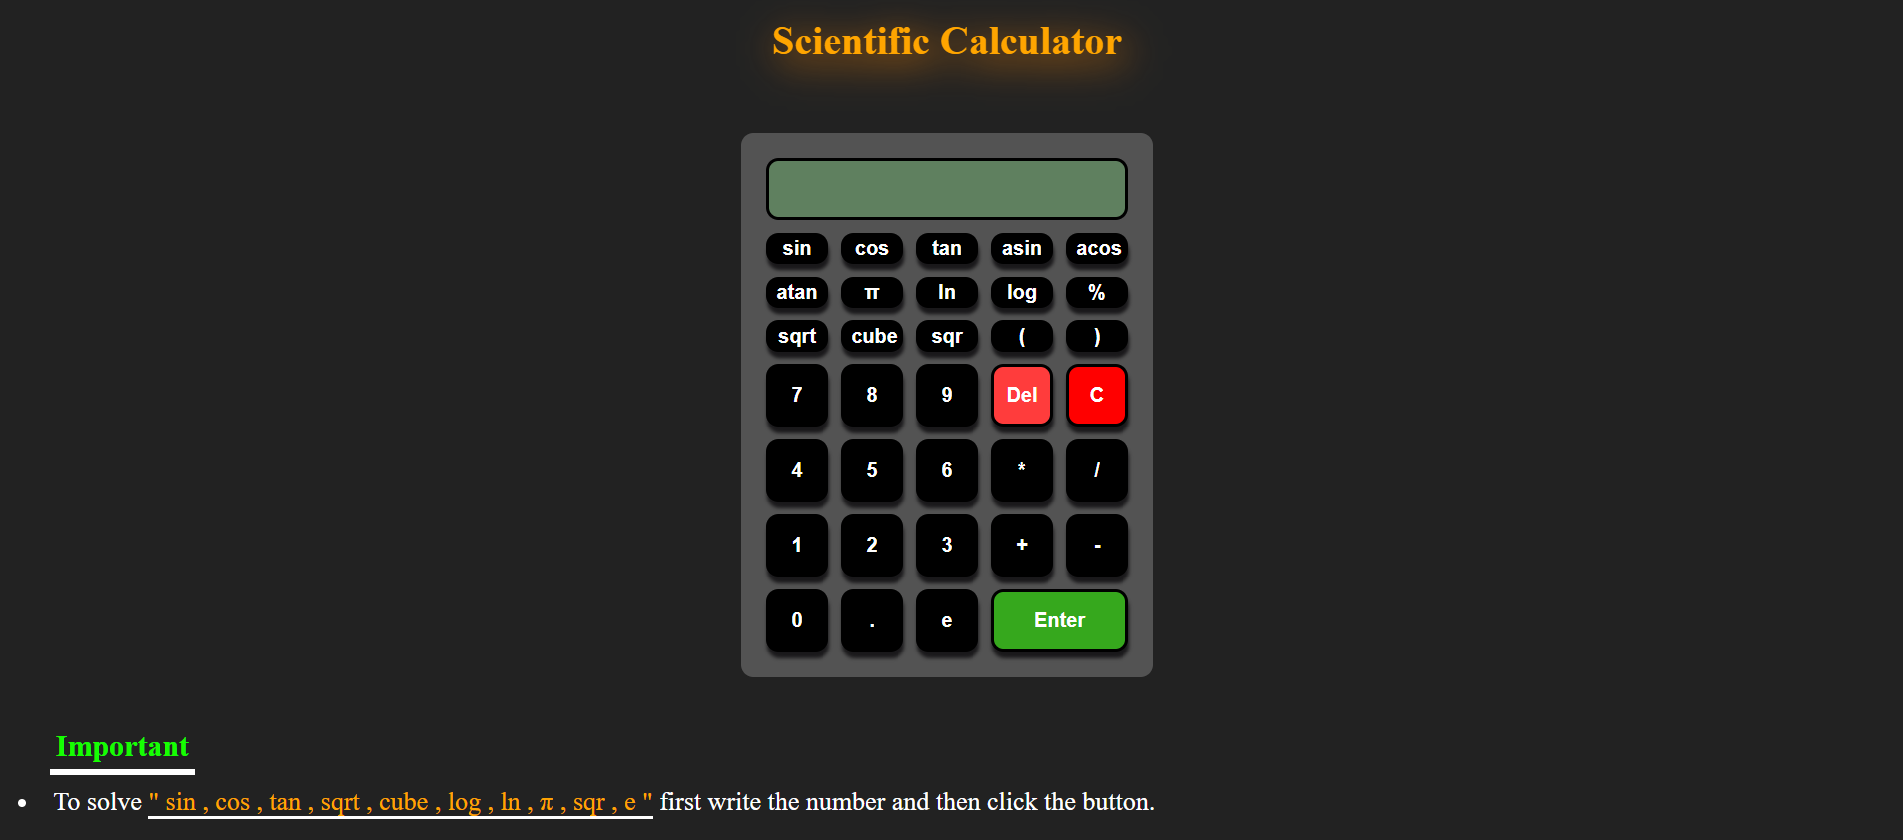 Scientific Calculator
sin cos tan asin acos
atan π ln log %
sqrt cube sqr ( )
7 8 9 Del C
4 5 6 * /
1 2 3 + -
0 . e Enter
Important
• To solve " sin , cos , tan , sqrt , cube , log , ln , π , sqr , e " first write the number and then click the button.